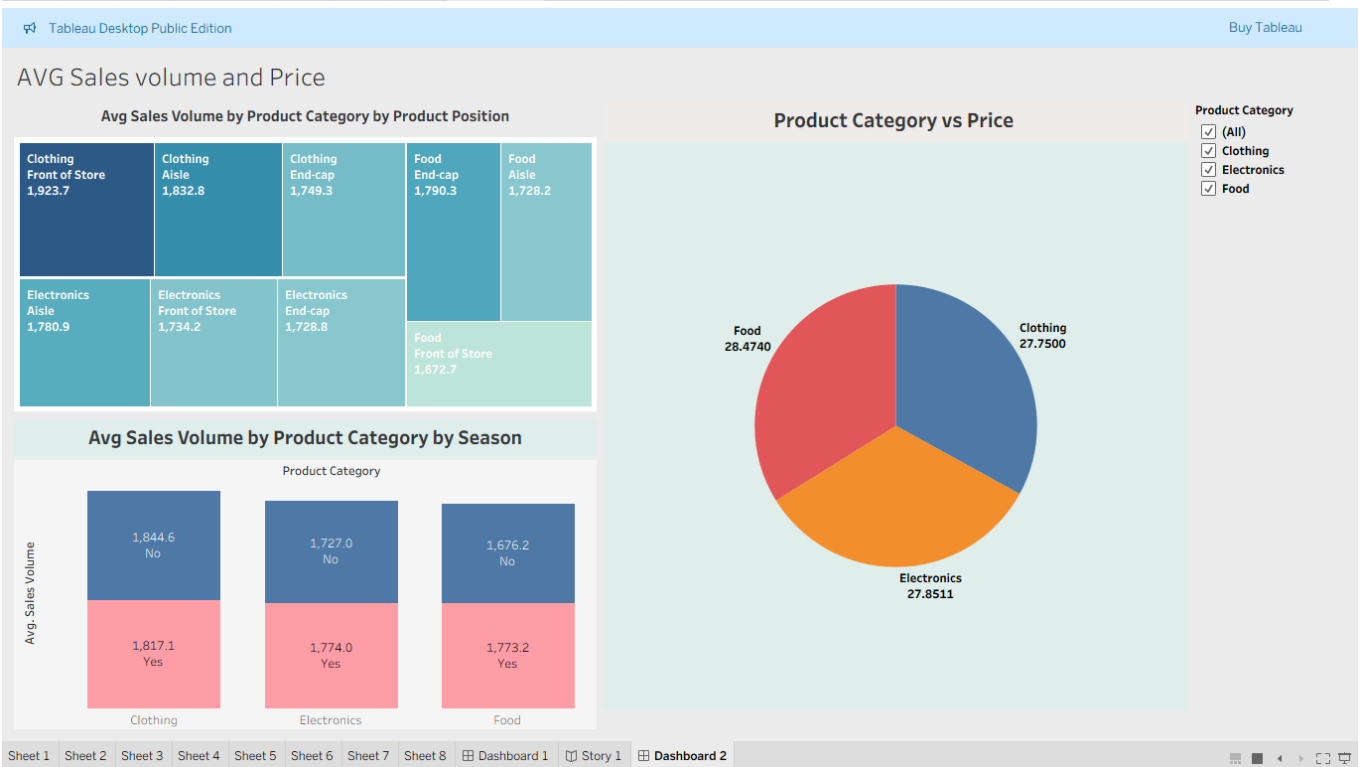 Tableau Desktop Public Edition
Buy Tableau
AVG Sales volume and Price
Avg Sales Volume by Product Category by Product Position
Clothing
Front of Store
1,923.7
Clothing
Aisle
1,832.8
Clothing
End-cap
1,749.3
Food
End-cap
1,790.3
Food
Aisle
1,728.2
Electronics
Aisle
1,780.9
Electronics
Front of Store
1,734.2
Electronics
End-cap
1,728.8
Food
Front of Store
1,672.7
Avg Sales Volume by Product Category by Season
Product Category
Avg. Sales Volume
1,844.6
No
1,727.0
No
1,676.2
No
1,817.1
Yes
1,774.0
Yes
1,773.2
Yes
Clothing
Electronics
Food
Product Category vs Price
Food
28.4740
Clothing
27.7500
Electronics
27.8511
Product Category
(All)
Clothing
Electronics
Food
Sheet 1 Sheet 2 Sheet 3 Sheet 4 Sheet 5 Sheet 6 Sheet 7 Sheet 8 Dashboard 1 Story 1 Dashboard 2